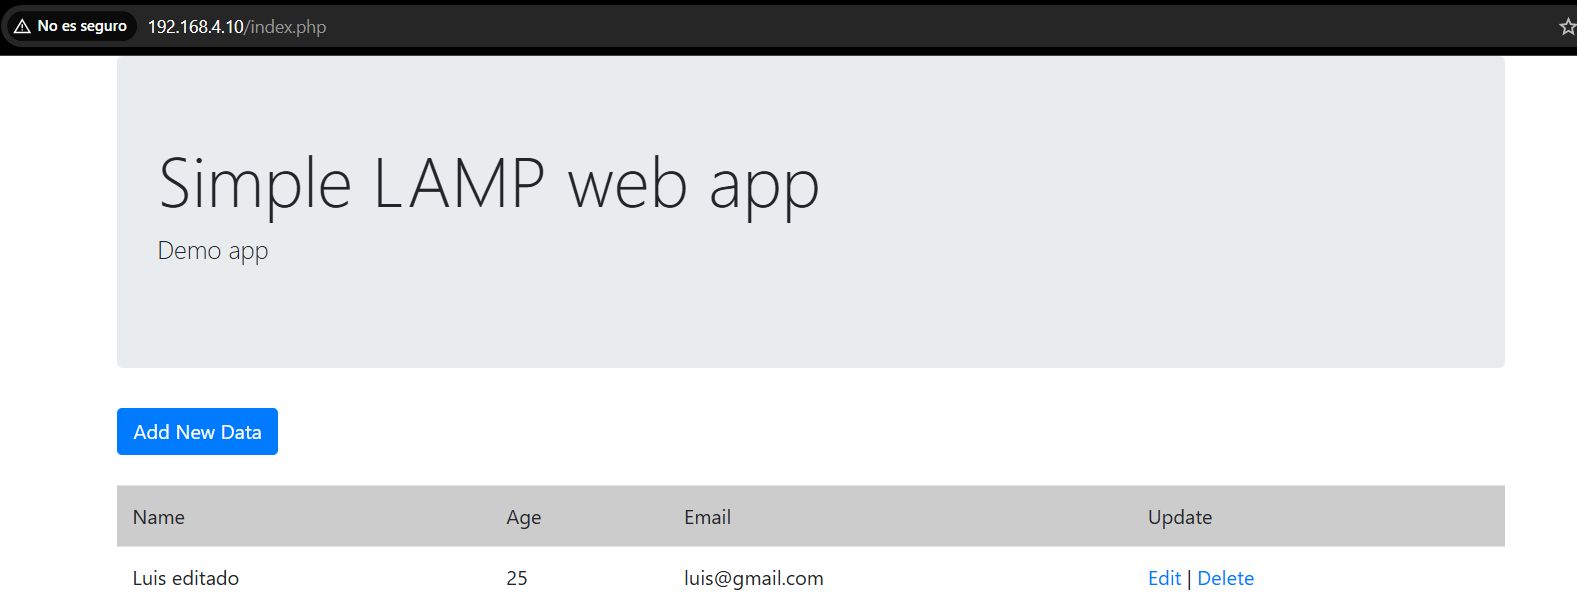 No es seguro 192.168.4.10/index.php
Simple LAMP web app
Demo app
Add New Data
Name Age Email Update
Luis editado 25 luis@gmail.com Edit | Delete